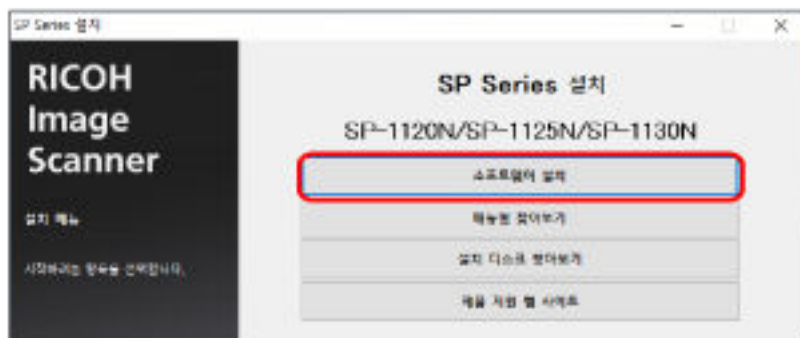 SP Series 설치
RICOH
Image
Scanner
설치 메뉴
시작하려는 항목을 선택합니다.
SP Series 설치
SP-1120N/SP-1125N/SP-1130N
소프트웨어 설치
매뉴얼 찾아보기
설치 디스크 찾아보기
제품 지원 웹 사이트